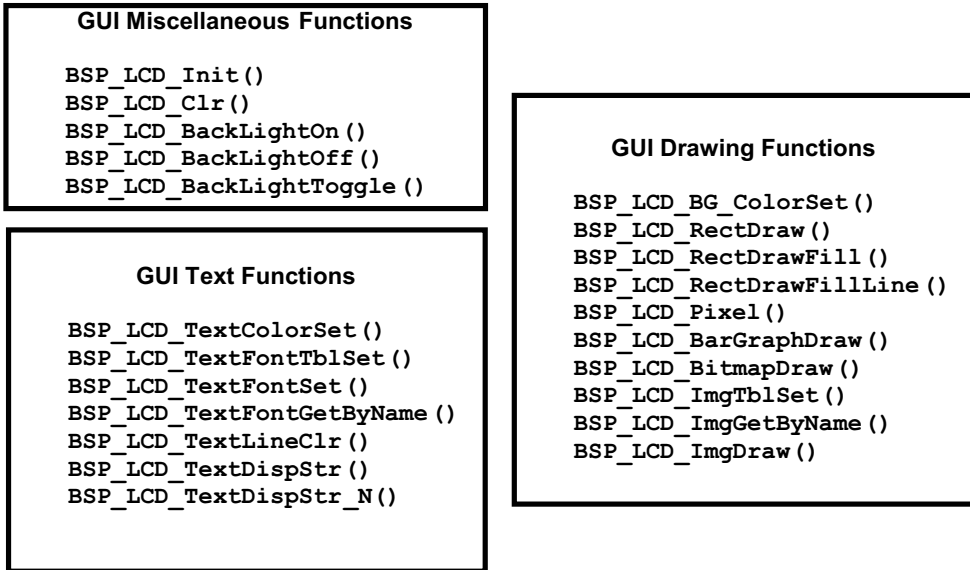 GUI Miscellaneous Functions
BSP_LCD_Init()
BSP_LCD_Clr()
BSP_LCD_BackLightOn()
BSP_LCD_BackLightOff()
BSP_LCD_BackLightToggle()
GUI Text Functions
BSP_LCD_TextColorSet()
BSP_LCD_TextFontTblSet()
BSP_LCD_TextFontSet()
BSP_LCD_TextFontGetByName()
BSP_LCD_TextLineClr()
BSP_LCD_TextDispStr()
BSP_LCD_TextDispStr_N()
GUI Drawing Functions
BSP_LCD_BG_ColorSet()
BSP_LCD_RectDraw()
BSP_LCD_RectDrawFill()
BSP_LCD_RectDrawFillLine()
BSP_LCD_Pixel()
BSP_LCD_BarGraphDraw()
BSP_LCD_BitmapDraw()
BSP_LCD_ImgTblSet()
BSP_LCD_ImgGetByName()
BSP_LCD_ImgDraw()